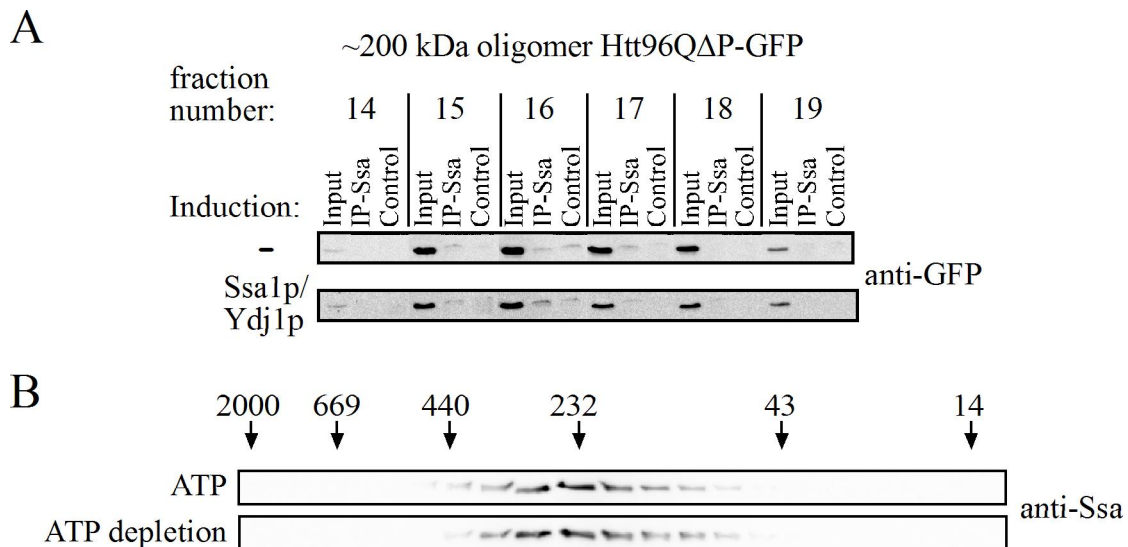 A
~200 kDa oligomer Htt96QΔP-GFP
fraction
number:
14 15 16 17 18 19
Induction:
Input IP-Ssa Control Input IP-Ssa Control Input IP-Ssa Control Input IP-Ssa Control Input IP-Ssa Control Input IP-Ssa Control
-
anti-GFP
Ssa1p/
Ydj1p
B
2000 669 440 232 43 14
ATP
anti-Ssa
ATP depletion